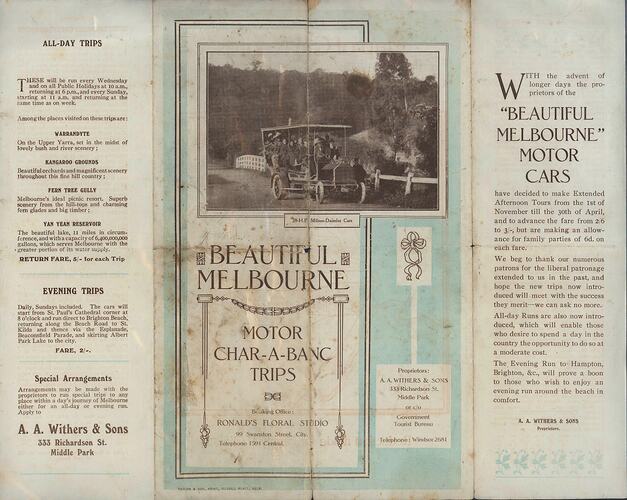 ALL-DAY TRIPS
THESE will be run every Wednesday
and on all Public Holidays at 10 a.m.,
returning at 6 p.m., and every Sunday,
starting at 11 a.m. and returning at the
same time as on week.
Among the places visited on these trips are:
WARRANDYTE
On the Upper Yarra, set in the midst of
lovely bush and river scenery;
KANGAROO GROUNDS
Beautiful orchards and magnificent scenery
throughout this fine hill country;
FERN TREE GULLY
Melbourne's ideal picnic resort. Superb
scenery from the hill-tops and charming
fern glades and big timber;
YAN YEAN RESERVOIR
The beautiful lake, 11 miles in circum-
ference, and with a capacity of 6,400,000,000
gallons, which serves Melbourne with the
greater portion of its water supply.
RETURN FARE, 5/- for each Trip
EVENING TRIPS
Daily, Sundays included. The cars will
start from St. Paul's Cathedral corner at
8 o'clock and run direct to Brighton Beach,
returning along the Beach Road to St.
Kilda and thence via the Esplanade,
Beaconsfield Parade, and skirting Albert
Park Lake to the city.
FARE, 2/-.
Special Arrangements
Arrangements may be made with the
proprietors to run special trips to any
place within a day's journey of Melbourne
either for an all-day or evening run.
Apply to
A. A. Withers & Sons
333 Richardson St.
Middle Park
28-H.P. Milnes-Daimler Cars
BEAUTIFUL
MELBOURNE
MOTOR
CHAR-A-BANC
TRIPS
Booking Office:
RONALD'S FLORAL STUDIO
99 Swanston Street, City.
Telephone 1591 Central.
Proprietors:
A. A. WITHERS & SONS
333 Richardson St.
Middle Park
or c/o
Government
Tourist Bureau
Telephone: Windsor 2681
WITH the advent of
longer days the pro-
prietors of the
"BEAUTIFUL
MELBOURNE"
MOTOR
CARS
have decided to make Extended
Afternoon Tours from the 1st of
November till the 30th of April,
and to advance the fare from 2/6
to 3/-, but are making an allow-
ance for family parties of 6d. on
each fare.
We beg to thank our numerous
patrons for the liberal patronage
extended to us in the past, and
hope the new trips now intro-
duced will meet with the success
they merit—we can ask no more.
All-day Runs are also now intro-
duced, which will enable those
who desire to spend a day in the
country the opportunity to do so at
a moderate cost.
The Evening Run to Hampton,
Brighton, &c., will prove a boon
to those who wish to enjoy an
evening run around the beach in
comfort.
A. A. WITHERS & SONS
Proprietors.